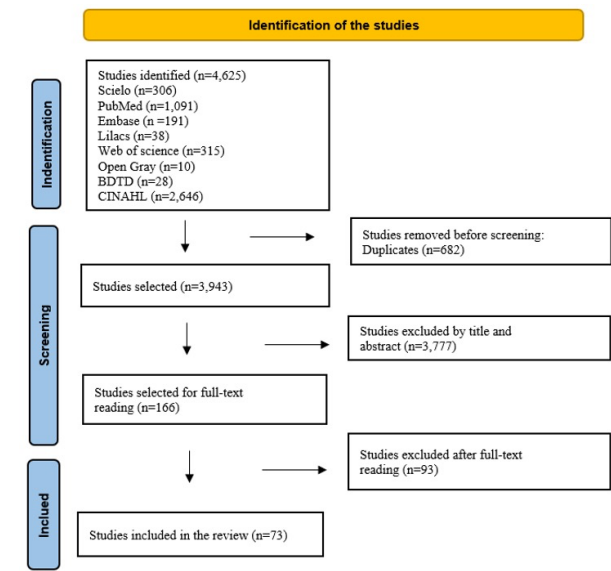 Identification of the studies
Indentification
Studies identified (n=4,625)
Scielo (n=306)
PubMed (n=1,091)
Embase (n =191)
Lilacs (n=38)
Web of science (n=315)
Open Gray (n=10)
BDTD (n=28)
CINAHL (n=2,646)
Studies removed before screening:
Duplicates (n=682)
Screening
Studies selected (n=3,943)
Studies excluded by title and
abstract (n=3,777)
Studies selected for full-text
reading (n=166)
Studies excluded after full-text
reading (n=93)
Inclued
Studies included in the review (n=73)